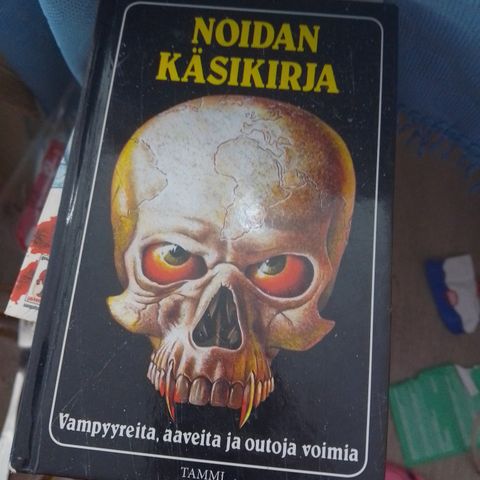 NOIDAN
KÄSIKIRJA
Vampyyreita, aaveita ja outoja voimia
TAMMI